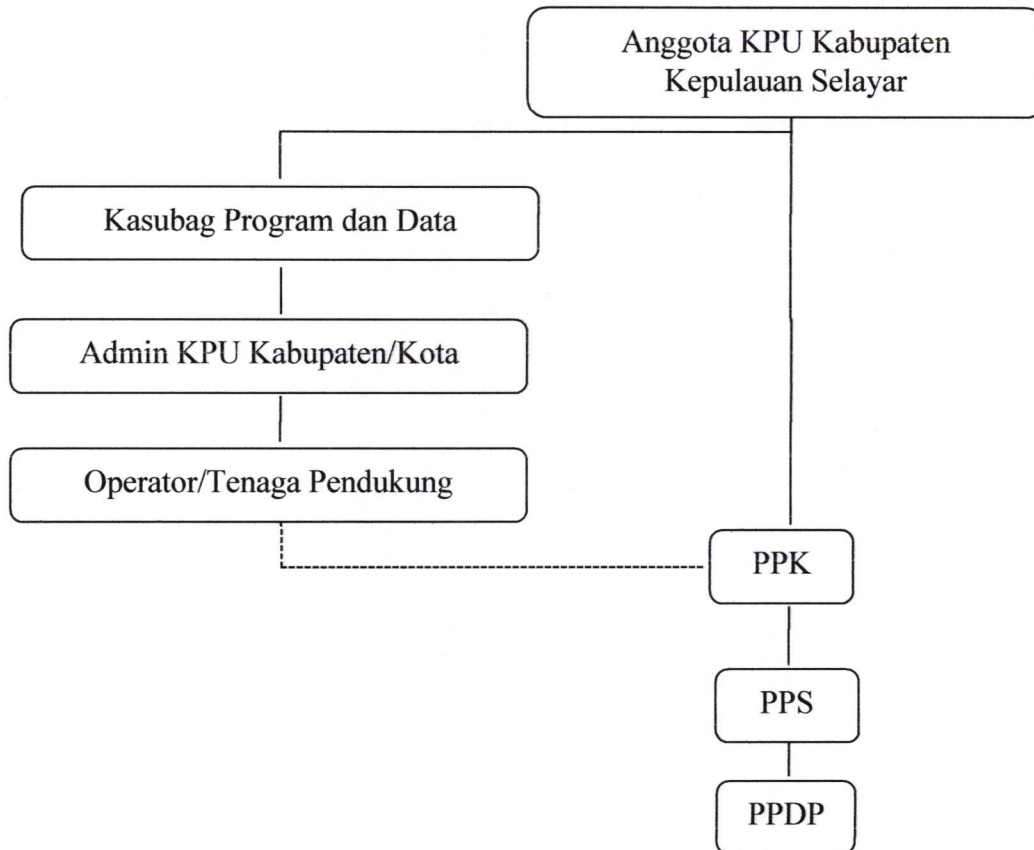 Anggota KPU Kabupaten
Kepulauan Selayar
Kasubag Program dan Data
Admin KPU Kabupaten/Kota
Operator/Tenaga Pendukung
PPK
PPS
PPDP